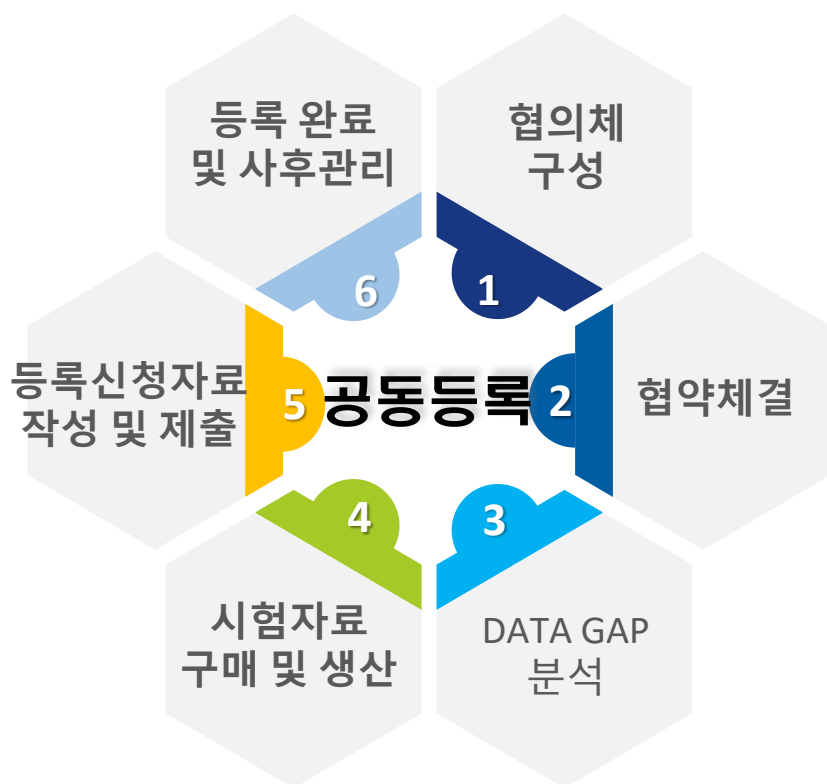 공동등록
1
협의체
구성
2
협약체결
3
DATA GAP
분석
4
시험자료
구매 및 생산
5
등록신청자료
작성 및 제출
6
등록 완료
및 사후관리